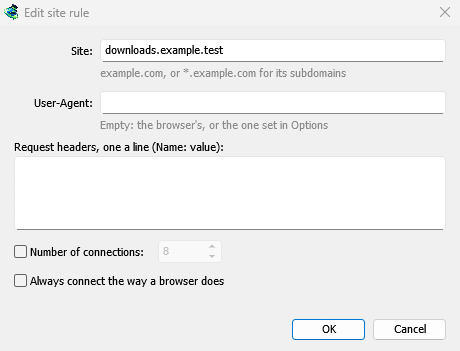 Edit site rule
Site: downloads.example.test
example.com, or *.example.com for its subdomains
User-Agent:
Empty: the browser's, or the one set in Options
Request headers, one a line (Name: value):
Number of connections: 8
Always connect the way a browser does
OK Cancel